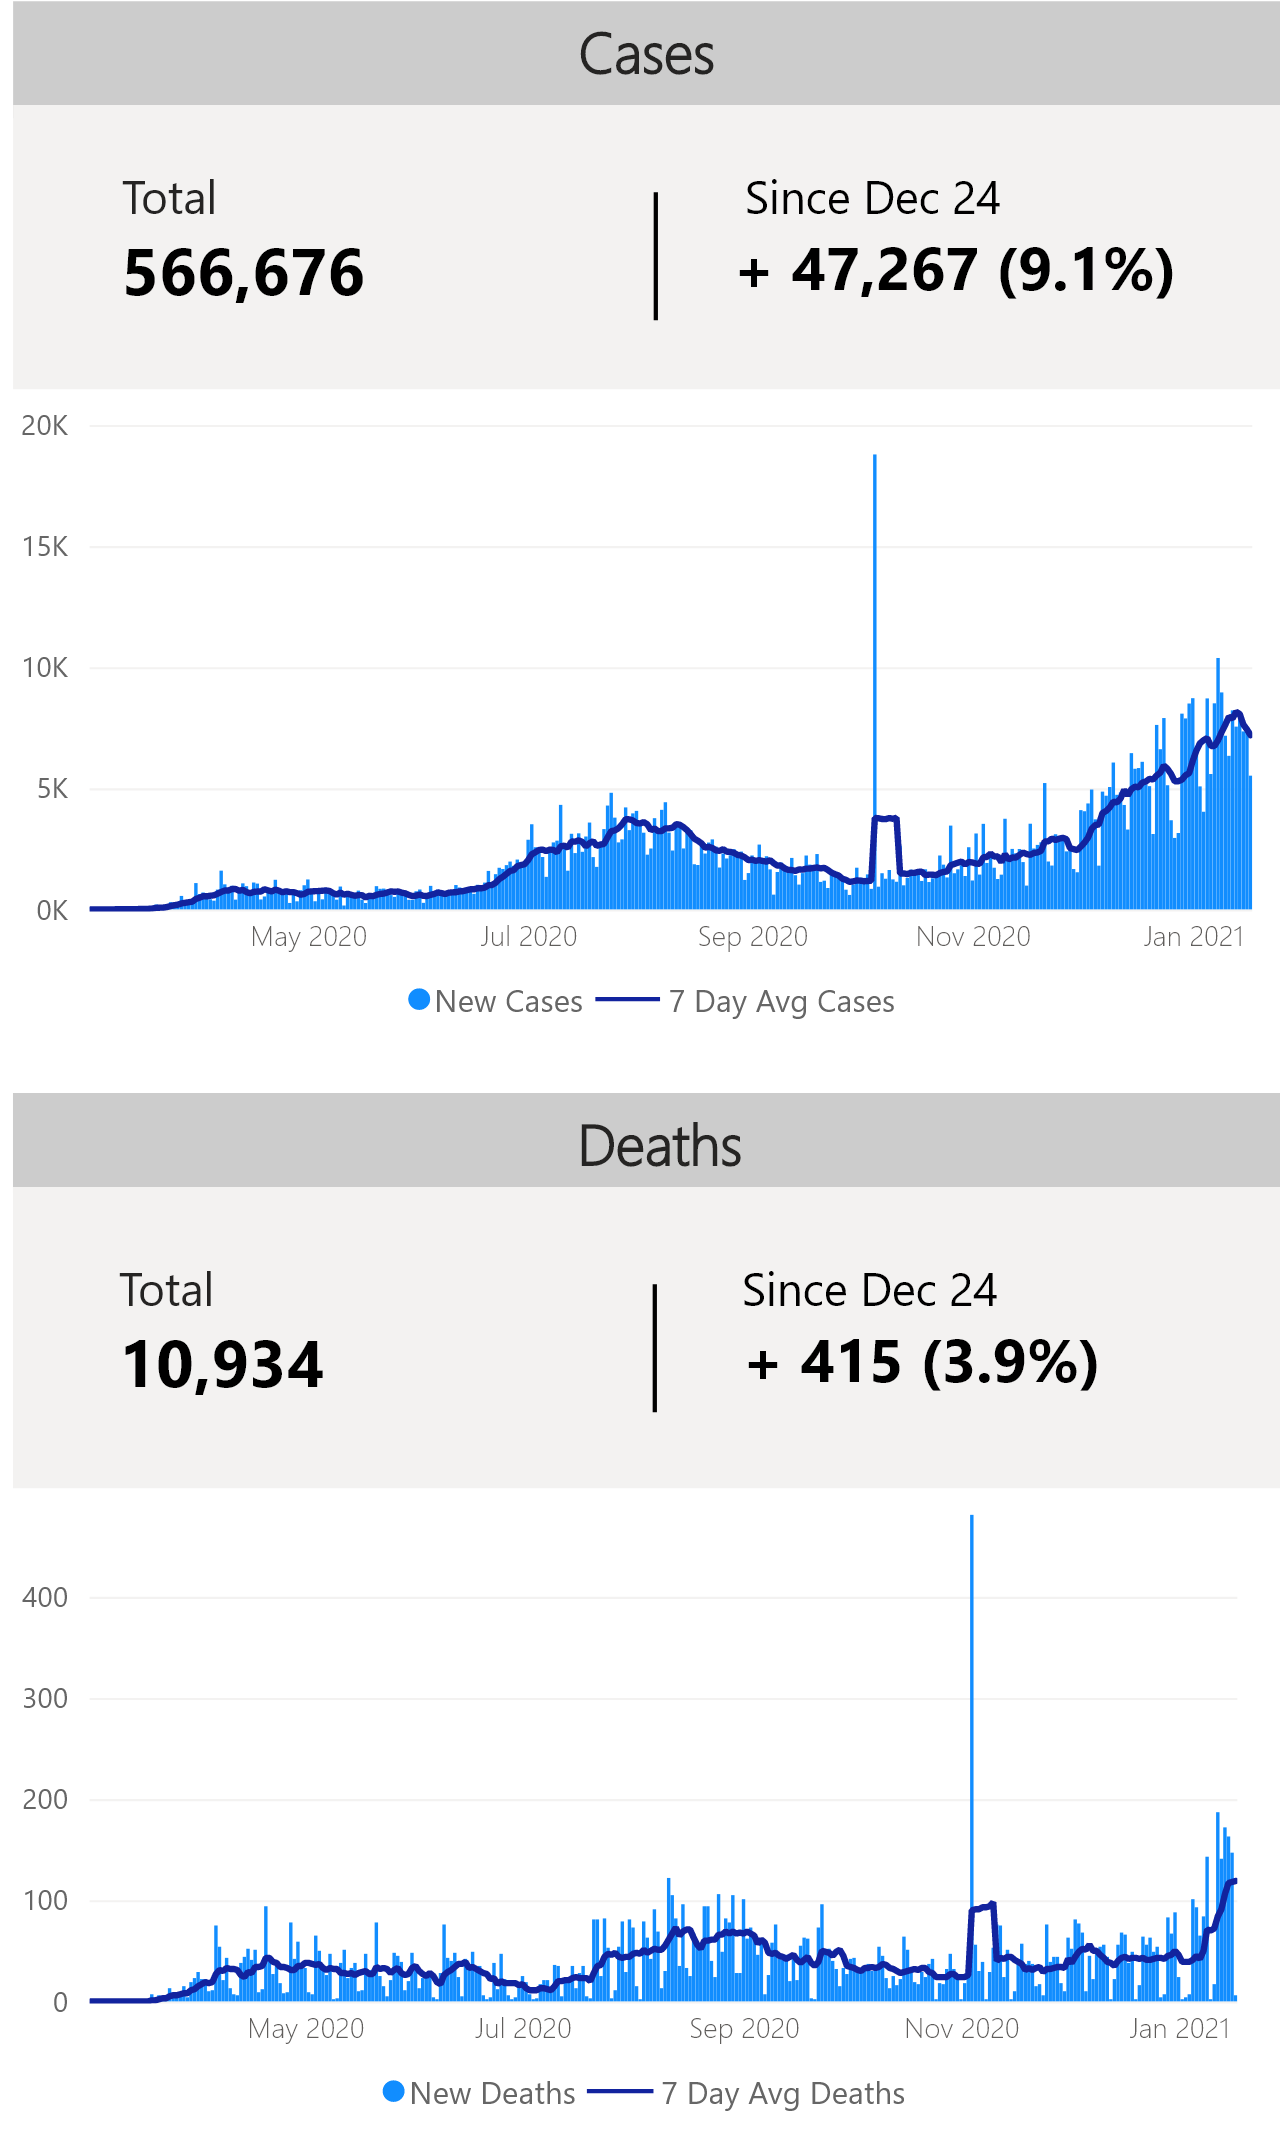 Cases
Total
Since Dec 24
566,676
+ 47,267 (9.1%)
20K
15K
10K
5K
0K
May 2020
Jul 2020
Sep 2020
Nov 2020
Jan 2021
New Cases
7 Day Avg Cases
Deaths
Total
Since Dec 24
10,934
+ 415 (3.9%)
400
300
200
100
0
May 2020
Jul 2020
Sep 2020
Nov 2020
Jan 2021
New Deaths
7 Day Avg Deaths